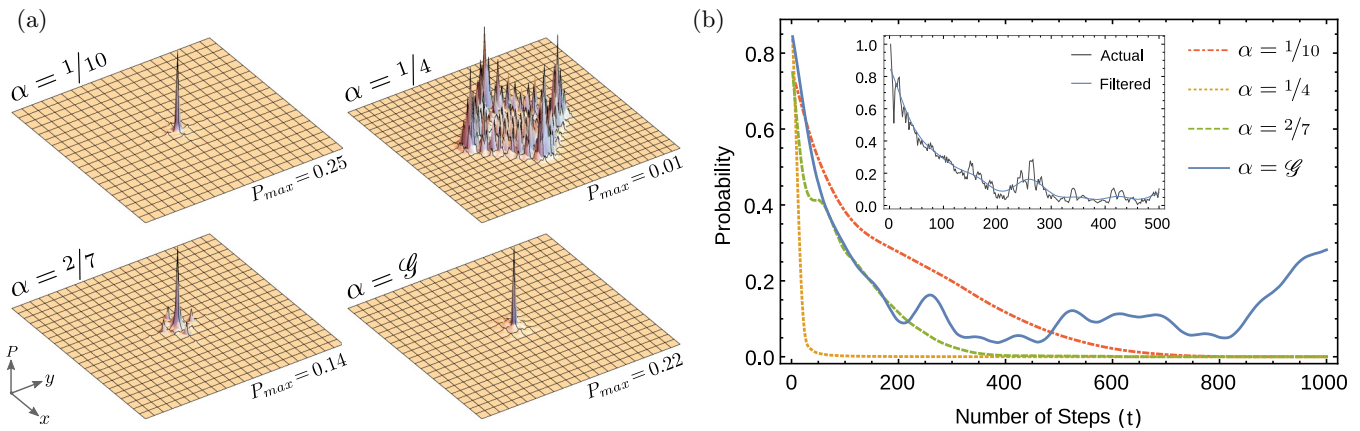 (a)
α = 1/10
P_max = 0.25
α = 1/4
P_max = 0.01
α = 2/7
P_max = 0.14
α = 𝒢
P_max = 0.22
P
y
x
(b)
Probability
0.8
0.6
0.4
0.2
0.0
0 200 400 600 800 1000
Number of Steps (t)
1.0
0.8
0.6
0.4
0.2
0.0
0 100 200 300 400 500
Actual
Filtered
α = 1/10
α = 1/4
α = 2/7
α = 𝒢